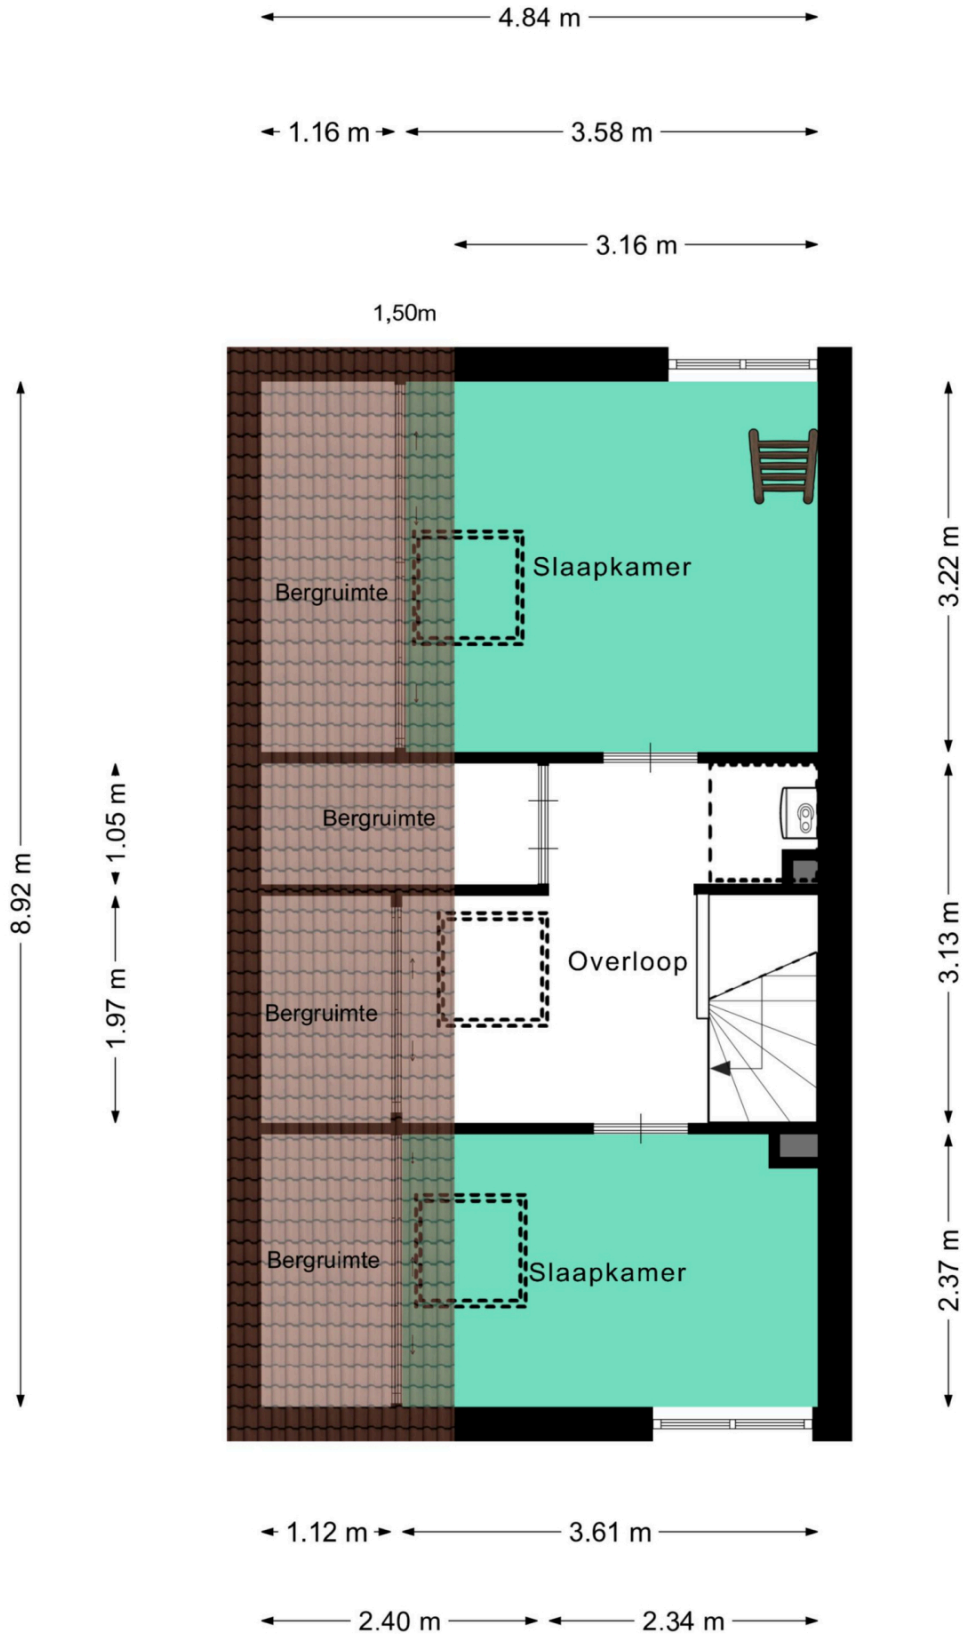 4.84 m
1.16 m
3.58 m
3.16 m
1,50m
Slaapkamer
Bergruimte
3.22 m
Bergruimte
1.05 m
8.92 m
Overloop
3.13 m
1.97 m
Bergruimte
Bergruimte
Slaapkamer
2.37 m
1.12 m
3.61 m
2.40 m
2.34 m